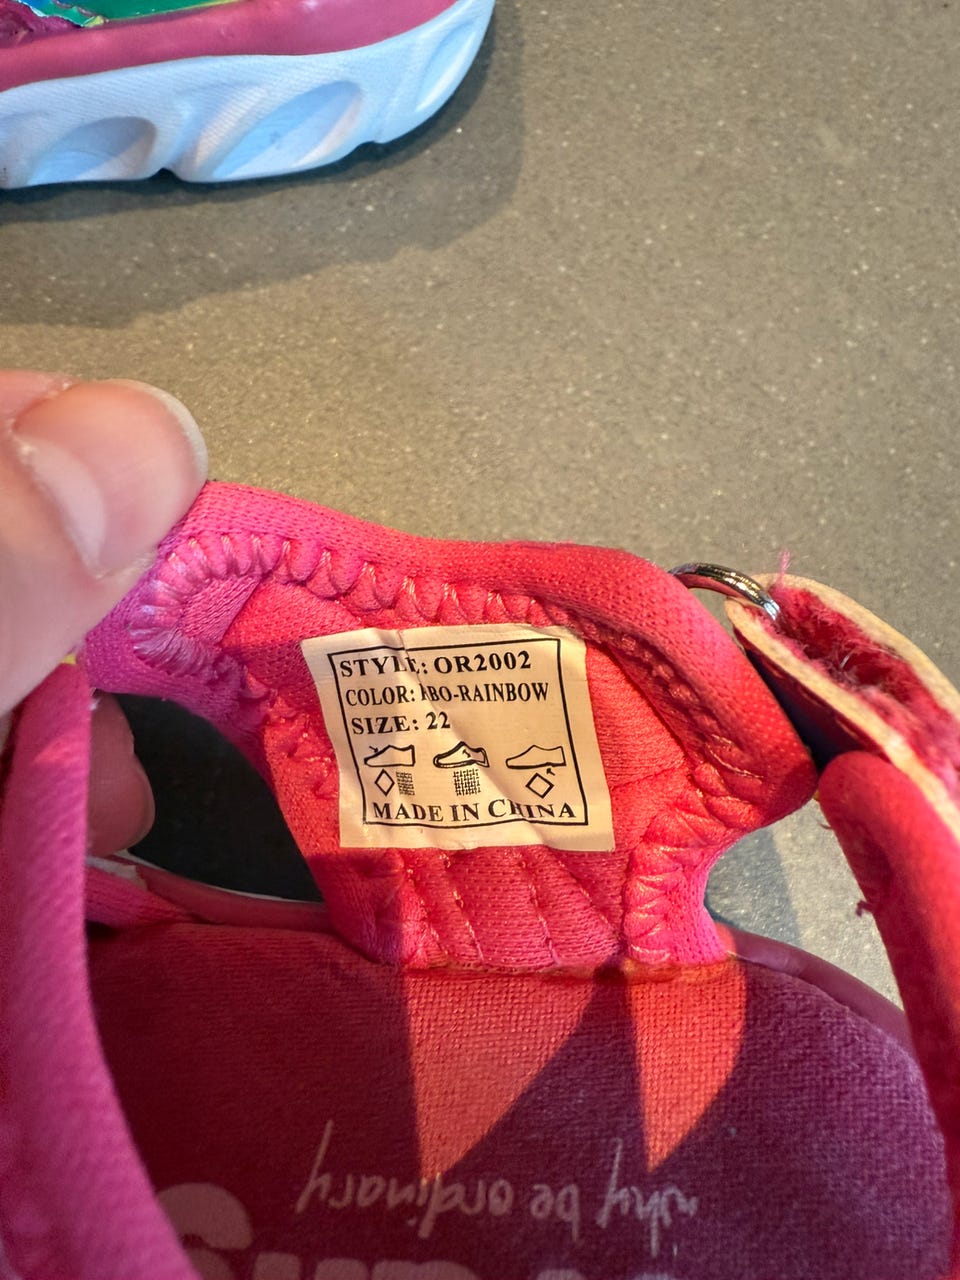 STYLE: OR2002
COLOR: ABO-RAINBOW
SIZE: 22
MADE IN CHINA
why be ordinary